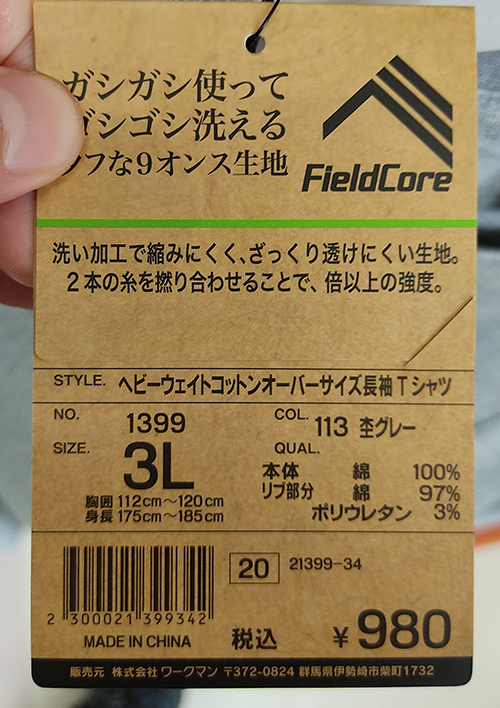 ガシガシ使って
ゴシゴシ洗える
タフな9オンス生地
FieldCore
洗い加工で縮みにくく、ざっくり透けにくい生地。
2本の糸を撚り合わせることで、倍以上の強度。
STYLE. ヘビーウェイトコットンオーバーサイズ長袖Tシャツ
NO. 1399
COL. 113 杢グレー
SIZE. 3L
胸囲 112cm～120cm
身長 175cm～185cm
QUAL.
本体 綿 100%
リブ部分 綿 97%
ポリウレタン 3%
20 21399-34
2 300021 399342
MADE IN CHINA
税込 ¥980
販売元 株式会社 ワークマン 〒372-0824 群馬県伊勢崎市柴町1732